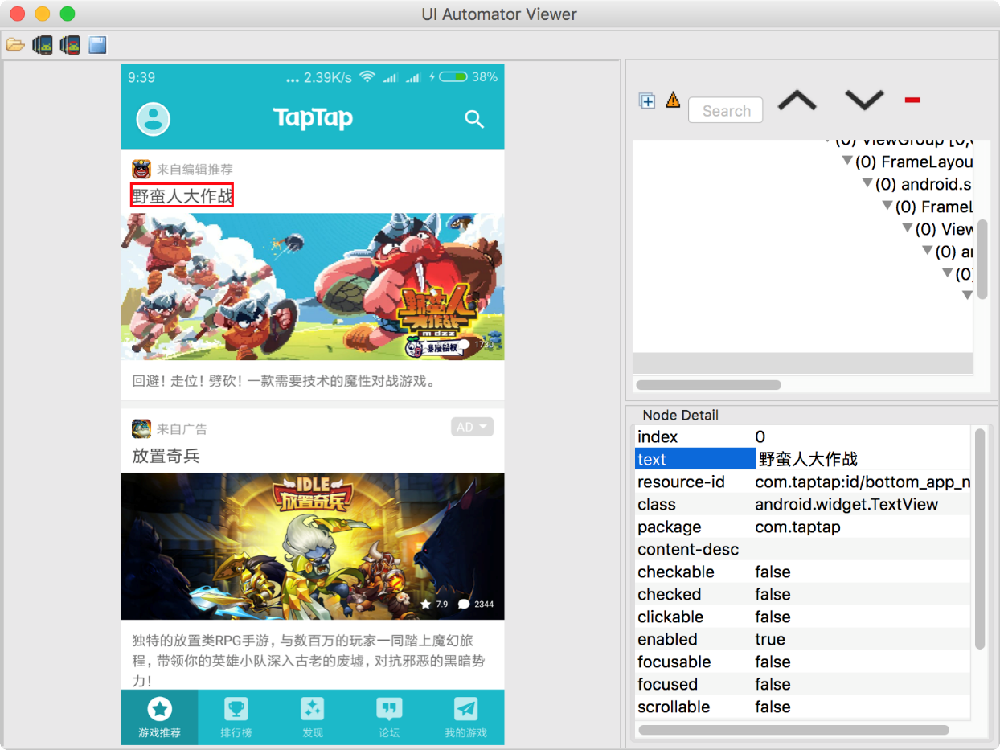 UI Automator Viewer
9:39
... 2.39K/s
38%
TapTap
来自编辑推荐
野蛮人大作战
野蛮人
大作战
m d z z
暴漫授权
1730
回避！走位！劈砍！一款需要技术的魔性对战游戏。
来自广告
AD
放置奇兵
IDLE
放置奇兵
7.9
2344
独特的放置类RPG手游，与数百万的玩家一同踏上魔幻旅
程，带领你的英雄小队深入古老的废墟，对抗邪恶的黑暗势
力！
游戏推荐
排行榜
发现
论坛
我的游戏
Search
(0) ViewGroup [0,
(0) FrameLayou
(0) android.s
(0) FrameL
(0) View
(0) a
(0)
Node Detail
index 0
text 野蛮人大作战
resource-id com.taptap:id/bottom_app_n
class android.widget.TextView
package com.taptap
content-desc
checkable false
checked false
clickable false
enabled true
focusable false
focused false
scrollable false